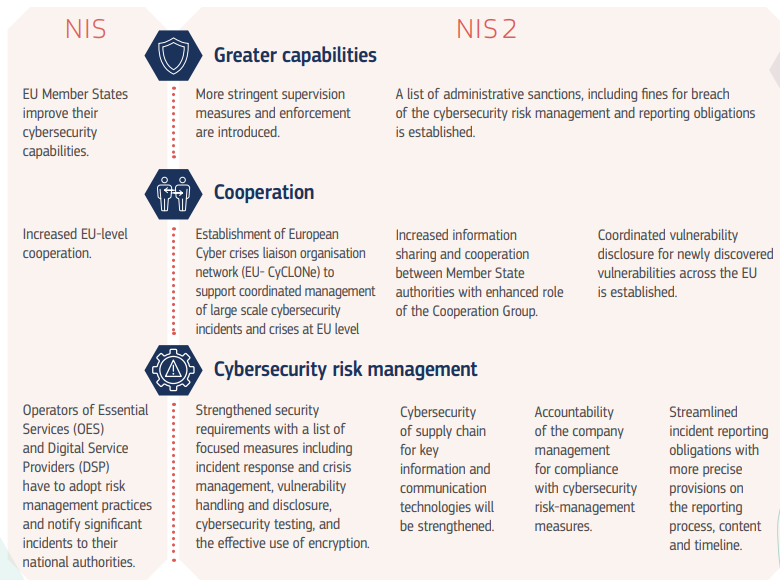 NIS
NIS 2
Greater capabilities
EU Member States
improve their
cybersecurity
capabilities.
More stringent supervision
measures and enforcement
are introduced.
A list of administrative sanctions, including fines for breach
of the cybersecurity risk management and reporting obligations
is established.
Cooperation
Increased EU-level
cooperation.
Establishment of European
Cyber crises liaison organisation
network (EU- CyCLONe) to
support coordinated management
of large scale cybersecurity
incidents and crises at EU level
Increased information
sharing and cooperation
between Member State
authorities with enhanced role
of the Cooperation Group.
Coordinated vulnerability
disclosure for newly discovered
vulnerabilities across the EU
is established.
Cybersecurity risk management
Operators of Essential
Services (OES)
and Digital Service
Providers (DSP)
have to adopt risk
management practices
and notify significant
incidents to their
national authorities.
Strengthened security
requirements with a list of
focused measures including
incident response and crisis
management, vulnerability
handling and disclosure,
cybersecurity testing, and
the effective use of encryption.
Cybersecurity
of supply chain
for key
information and
communication
technologies will
be strengthened.
Accountability
of the company
management
for compliance
with cybersecurity
risk-management
measures.
Streamlined
incident reporting
obligations with
more precise
provisions on
the reporting
process, content
and timeline.